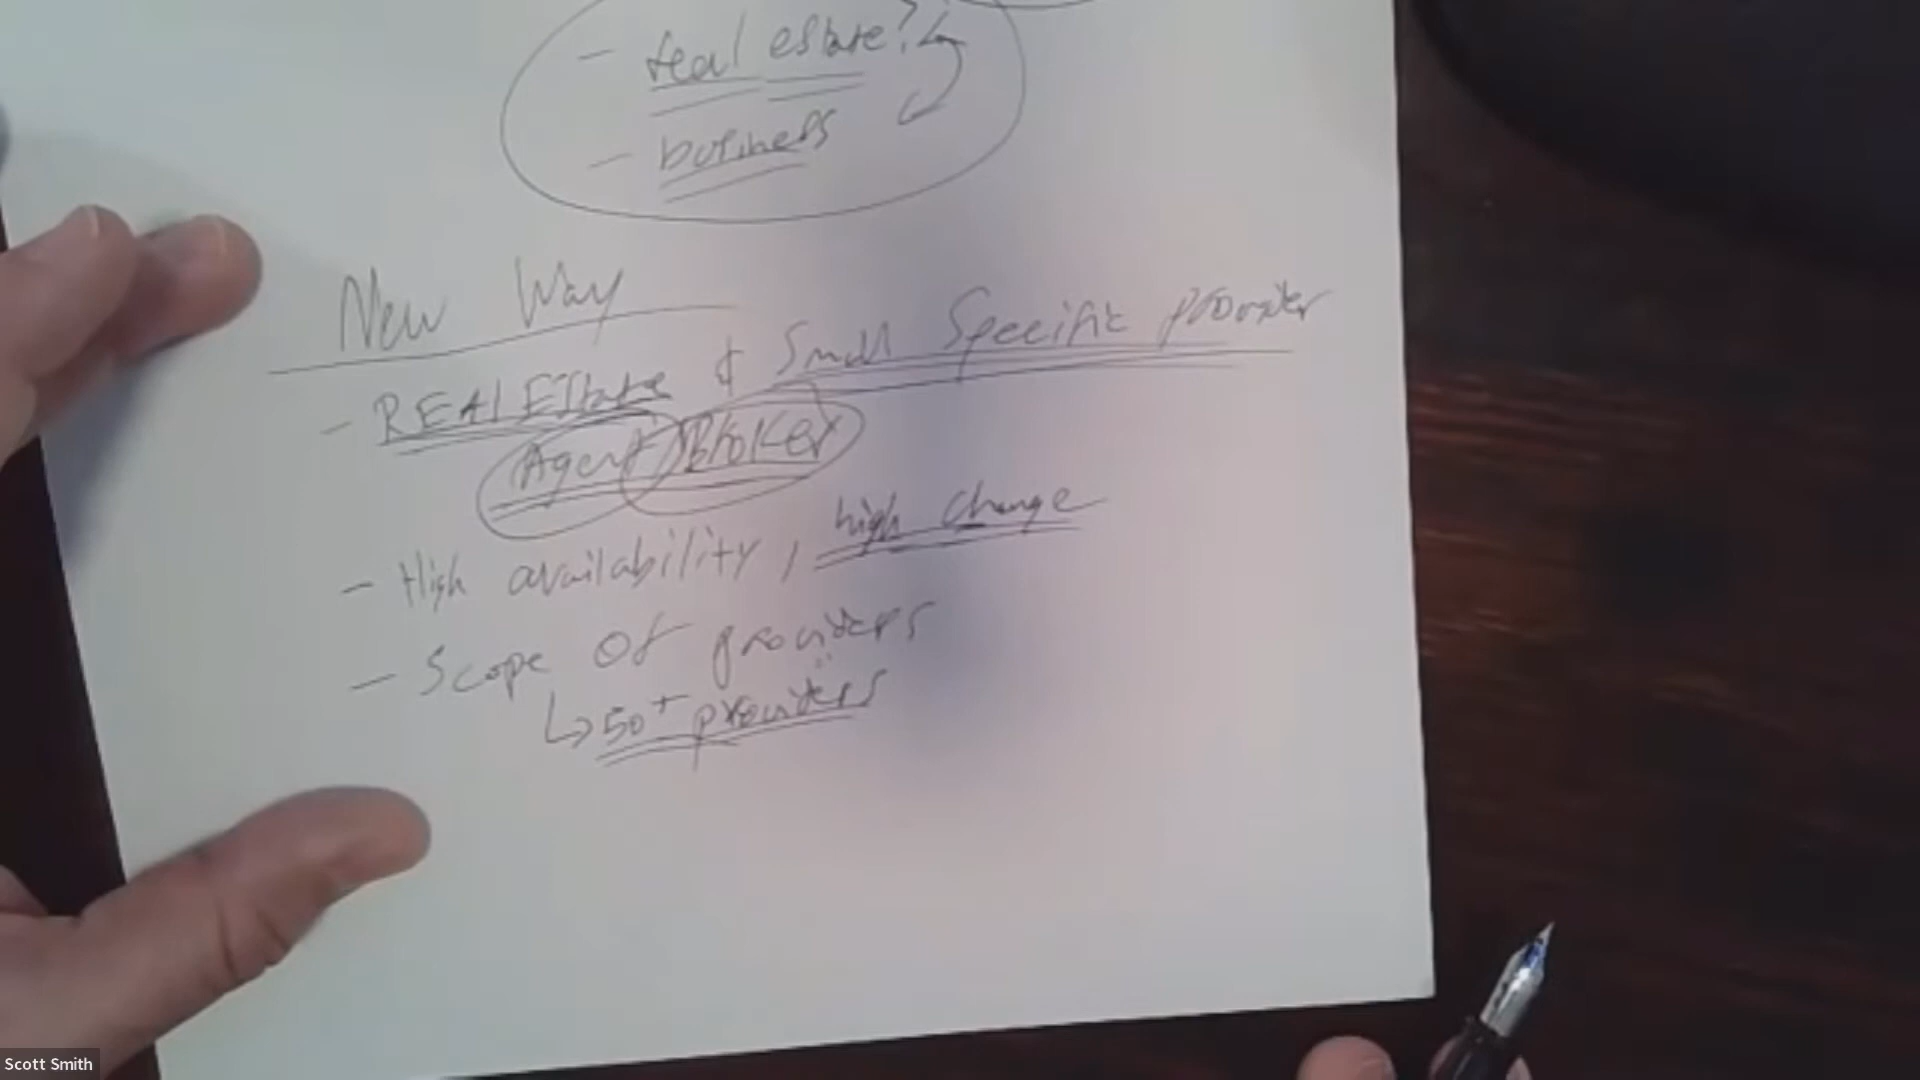 - real estate?
- business
New Way
- REAL EState & Small Specific provider
Agent Broker
- High availability, high change
- Scope of providers
↳ 50+ providers
Scott Smith